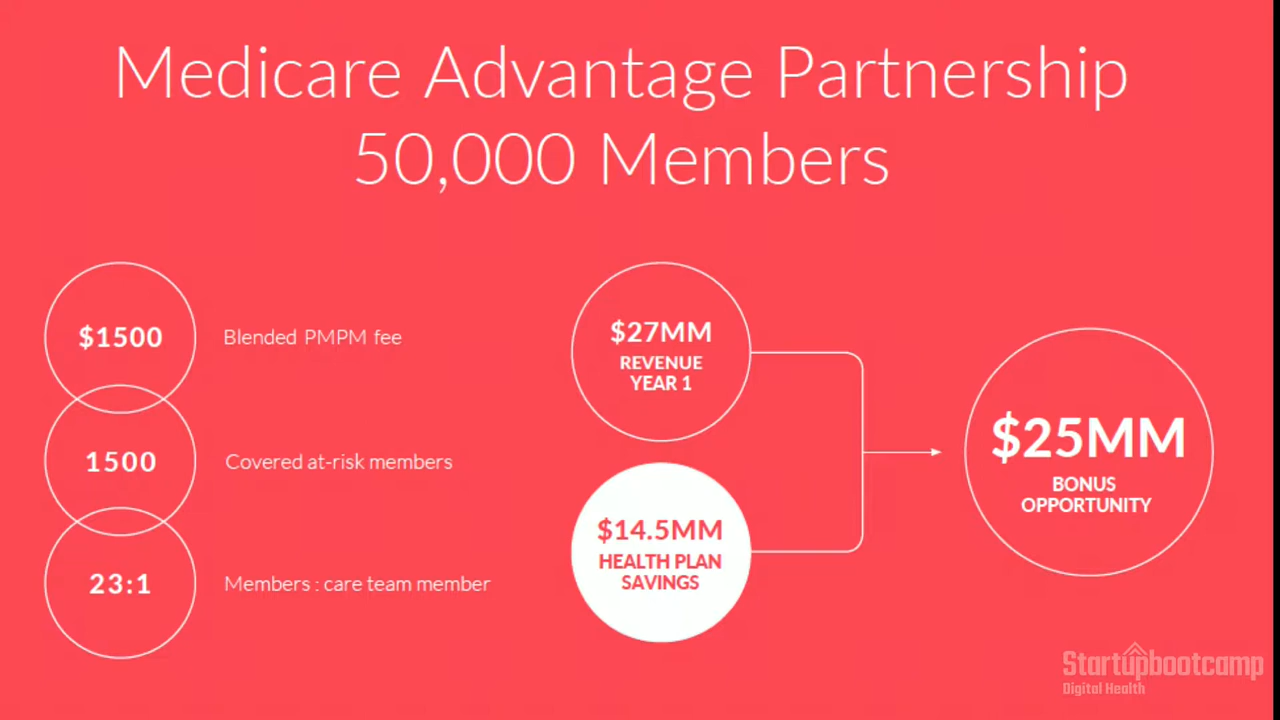 Medicare Advantage Partnership
50,000 Members
$1500
Blended PMPM fee
1500
Covered at-risk members
23:1
Members : care team member
$27MM
REVENUE
YEAR 1
$14.5MM
HEALTH PLAN
SAVINGS
$25MM
BONUS
OPPORTUNITY
Startupbootcamp
Digital Health